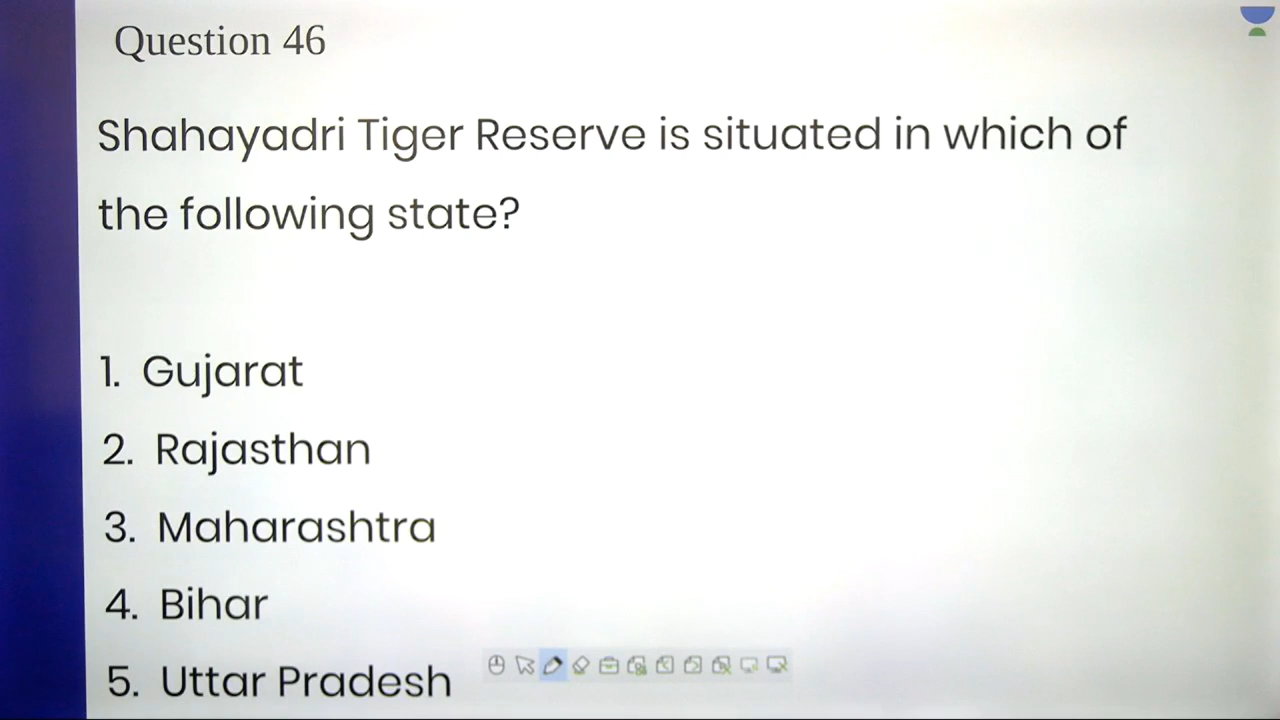 Question 46
Shahayadri Tiger Reserve is situated in which of
the following state?
1. Gujarat
2. Rajasthan
3. Maharashtra
4. Bihar
5. Uttar Pradesh